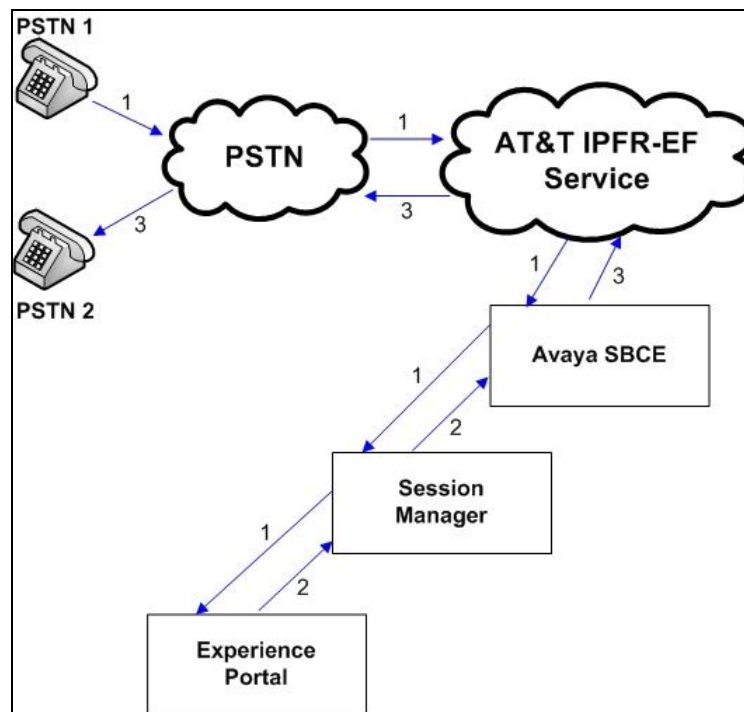 PSTN 1
1
PSTN
1
AT&T IPFR-EF
Service
3
3
PSTN 2
1
3
Avaya SBCE
1
2
Session
Manager
1
2
Experience
Portal